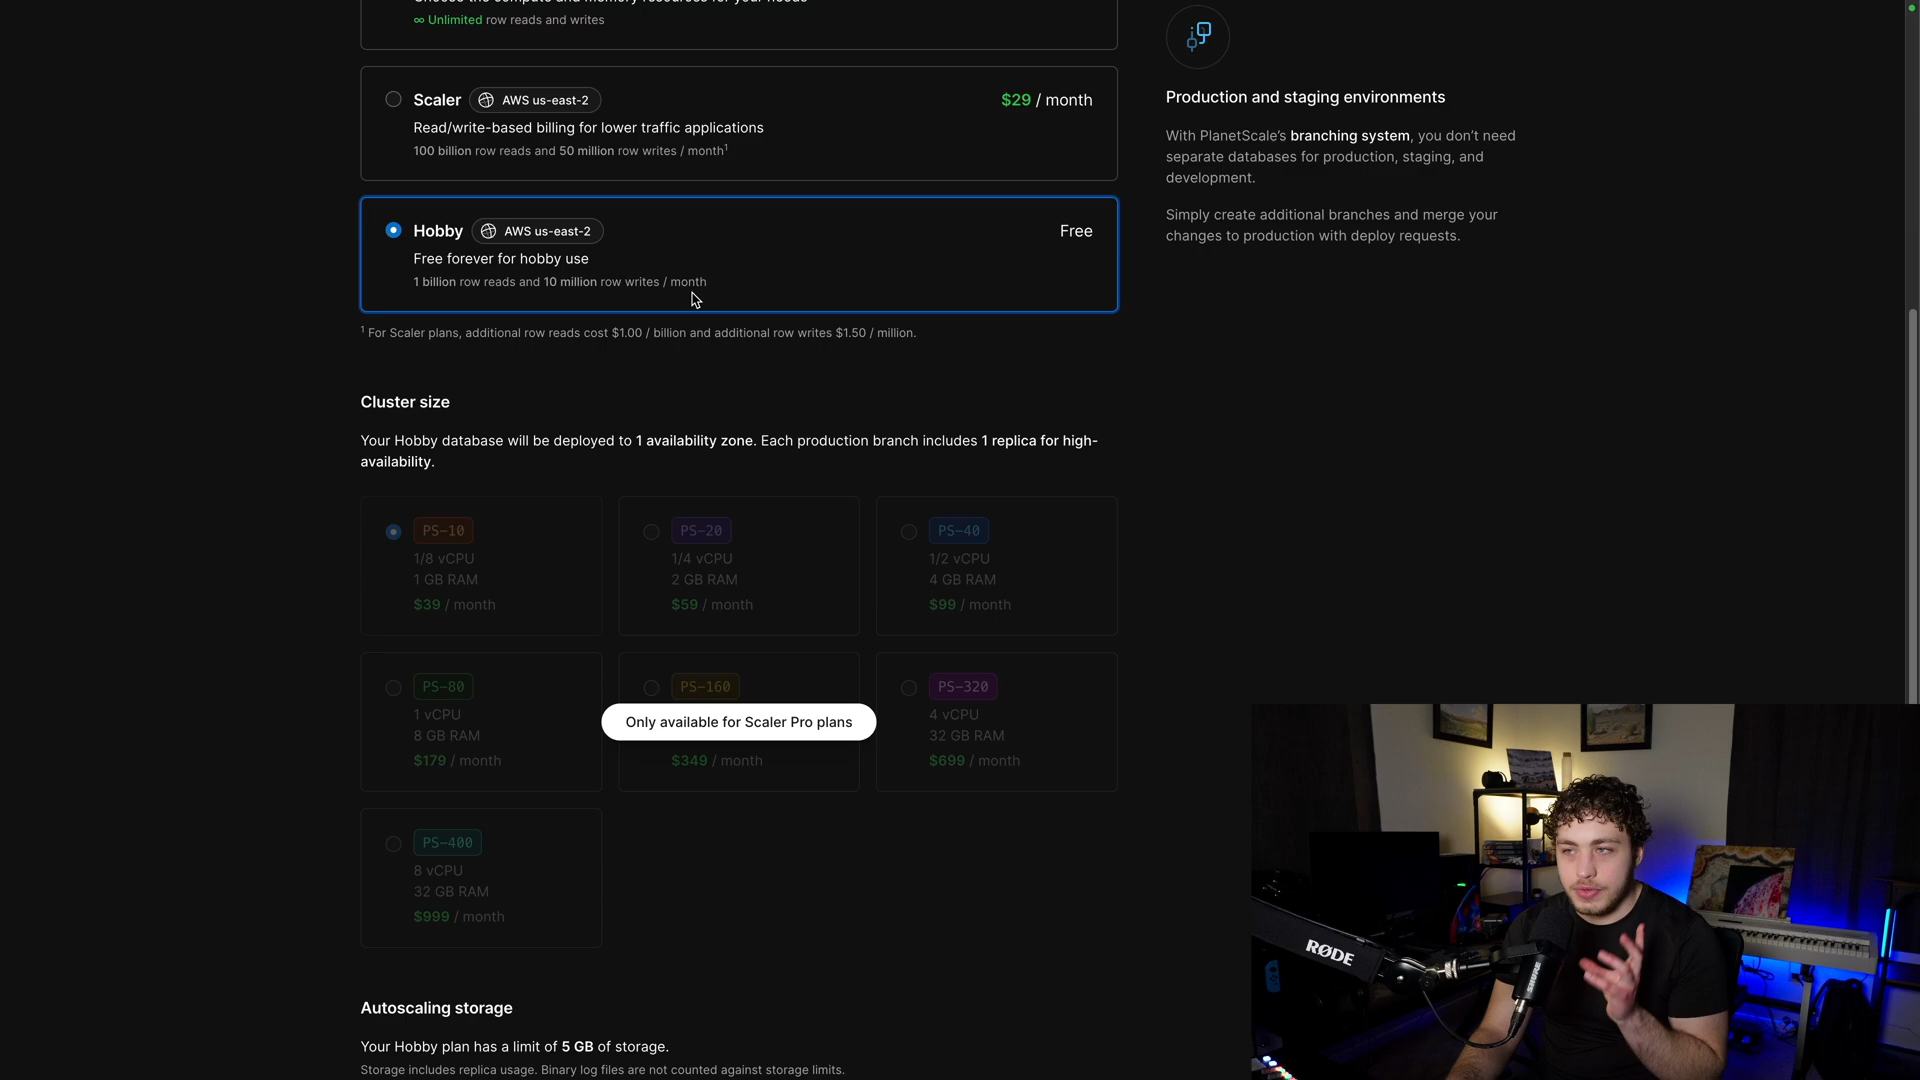 ∞ Unlimited row reads and writes
Scaler AWS us-east-2 $29 / month
Read/write-based billing for lower traffic applications
100 billion row reads and 50 million row writes / month1
Hobby AWS us-east-2 Free
Free forever for hobby use
1 billion row reads and 10 million row writes / month
1 For Scaler plans, additional row reads cost $1.00 / billion and additional row writes $1.50 / million.
Cluster size
Your Hobby database will be deployed to 1 availability zone. Each production branch includes 1 replica for high-
availability.
PS-10
1/8 vCPU
1 GB RAM
$39 / month
PS-20
1/4 vCPU
2 GB RAM
$59 / month
PS-40
1/2 vCPU
4 GB RAM
$99 / month
PS-80
1 vCPU
8 GB RAM
$179 / month
PS-160
$349 / month
Only available for Scaler Pro plans
PS-320
4 vCPU
32 GB RAM
$699 / month
PS-400
8 vCPU
32 GB RAM
$999 / month
Autoscaling storage
Your Hobby plan has a limit of 5 GB of storage.
Storage includes replica usage. Binary log files are not counted against storage limits.
Production and staging environments
With PlanetScale's branching system, you don't need
separate databases for production, staging, and
development.
Simply create additional branches and merge your
changes to production with deploy requests.
RØDE
SHURE